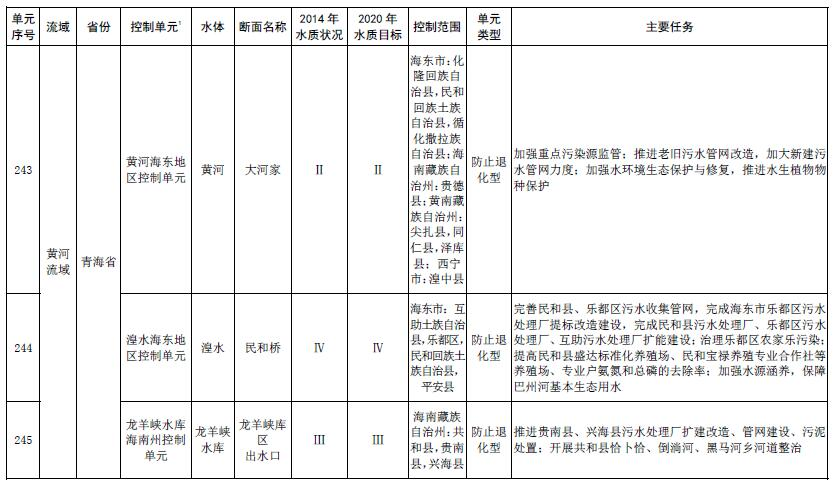 单元序号 流域 省份 控制单元¹ 水体 断面名称 2014年水质状况 2020年水质目标 控制范围 单元类型 主要任务
黄河流域
青海省
243
黄河海东地
区控制单元
黄河
大河家
Ⅱ
Ⅱ
海东市：化
隆回族自
治县，民和
回族土族
自治县，循
化撒拉族
自治县；海
南藏族自
治州：贵德
县；黄南藏
族自治州：
尖扎县，同
仁县，泽库
县；西宁
市：湟中县
防止退
化型
加强重点污染源监管；推进老旧污水管网改造，加大新建污
水管网力度；加强水环境生态保护与修复，推进水生植物物
种保护
244
湟水海东地
区控制单元
湟水
民和桥
Ⅳ
Ⅳ
海东市：互
助土族自治
县，乐都区，
民和回族土
族自治县，
平安县
防止退
化型
完善民和县、乐都区污水收集管网，完成海东市乐都区污水
处理厂提标改造建设，完成民和县污水处理厂、乐都区污水
处理厂、互助污水处理厂扩能建设；治理乐都区农家乐污染；
提高民和县盛达标准化养殖场、民和宝禄养殖专业合作社等
养殖场、专业户氨氮和总磷的去除率；加强水源涵养，保障
巴州河基本生态用水
245
龙羊峡水库
海南州控制
单元
龙羊峡
水库
龙羊峡库
区
出水口
Ⅲ
Ⅲ
海南藏族
自治州：共
和县，贵南
县，兴海县
防止退
化型
推进贵南县、兴海县污水处理厂扩建改造、管网建设、污泥
处置；开展共和县恰卜恰、倒淌河、黑马河乡河道整治